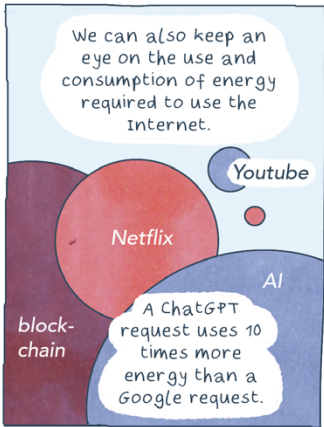 We can also keep an
eye on the use and
consumption of energy
required to use the
Internet.
Youtube
Netflix
AI
block-
chain
A ChatGPT
request uses 10
times more
energy than a
Google request.